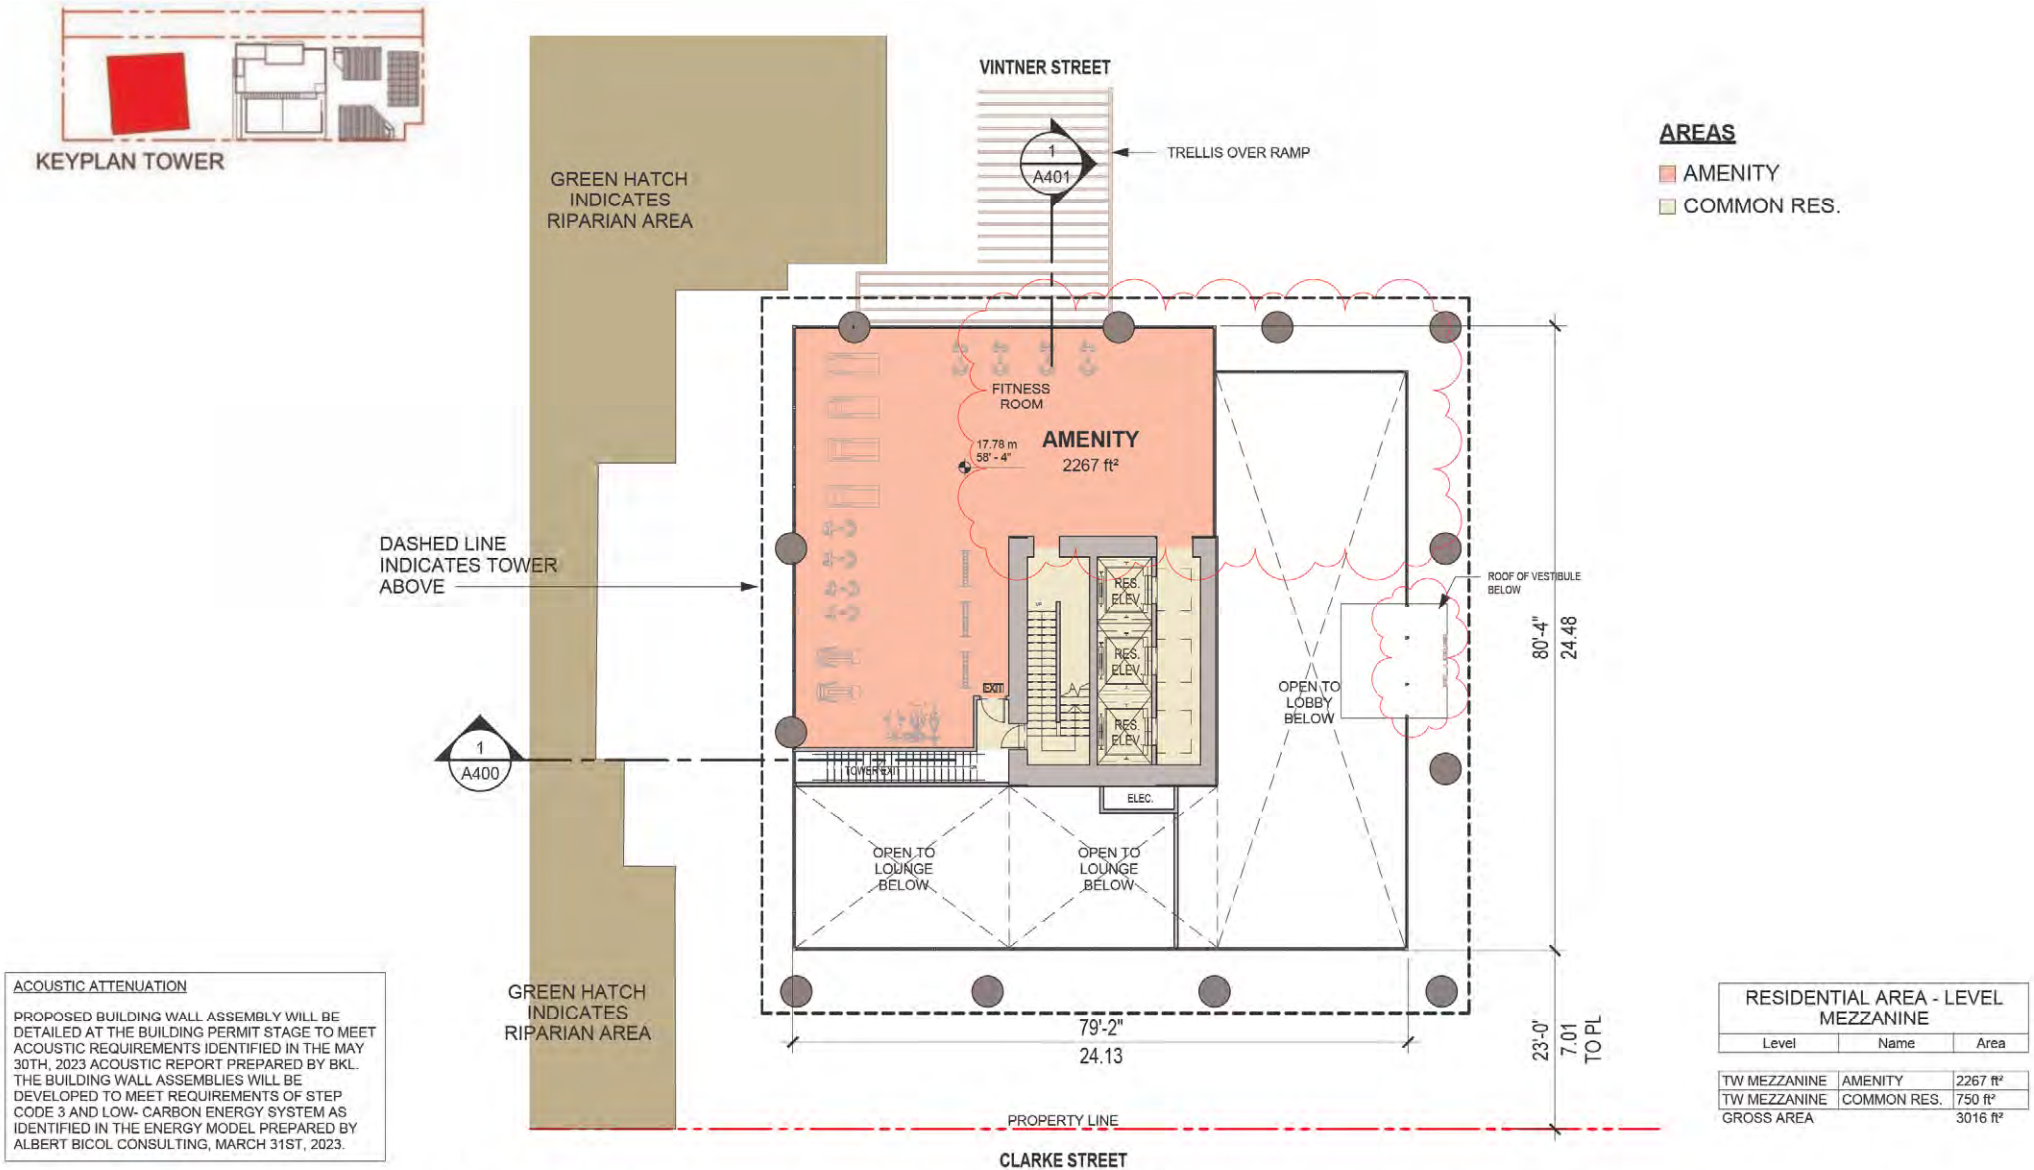 KEYPLAN TOWER
VINTNER STREET
TRELLIS OVER RAMP
1
A401
AREAS
AMENITY
COMMON RES.
GREEN HATCH
INDICATES
RIPARIAN AREA
FITNESS
ROOM
AMENITY
2267 ft²
17.78 m
58' - 4"
DASHED LINE
INDICATES TOWER
ABOVE
RES.
ELEV.
RES.
ELEV.
RES.
ELEV.
UP
EXIT
ROOF OF VESTIBULE
BELOW
80'-4"
24.48
OPEN TO
LOBBY
BELOW
1
A400
TOWER EXIT
ELEC.
OPEN TO
LOUNGE
BELOW
OPEN TO
LOUNGE
BELOW
GREEN HATCH
INDICATES
RIPARIAN AREA
79'-2"
24.13
23'-0'
7.01
TO PL
PROPERTY LINE
CLARKE STREET
ACOUSTIC ATTENUATION
PROPOSED BUILDING WALL ASSEMBLY WILL BE
DETAILED AT THE BUILDING PERMIT STAGE TO MEET
ACOUSTIC REQUIREMENTS IDENTIFIED IN THE MAY
30TH, 2023 ACOUSTIC REPORT PREPARED BY BKL.
THE BUILDING WALL ASSEMBLIES WILL BE
DEVELOPED TO MEET REQUIREMENTS OF STEP
CODE 3 AND LOW- CARBON ENERGY SYSTEM AS
IDENTIFIED IN THE ENERGY MODEL PREPARED BY
ALBERT BICOL CONSULTING, MARCH 31ST, 2023.
RESIDENTIAL AREA - LEVEL
MEZZANINE
Level Name Area
TW MEZZANINE AMENITY 2267 ft²
TW MEZZANINE COMMON RES. 750 ft²
GROSS AREA 3016 ft²